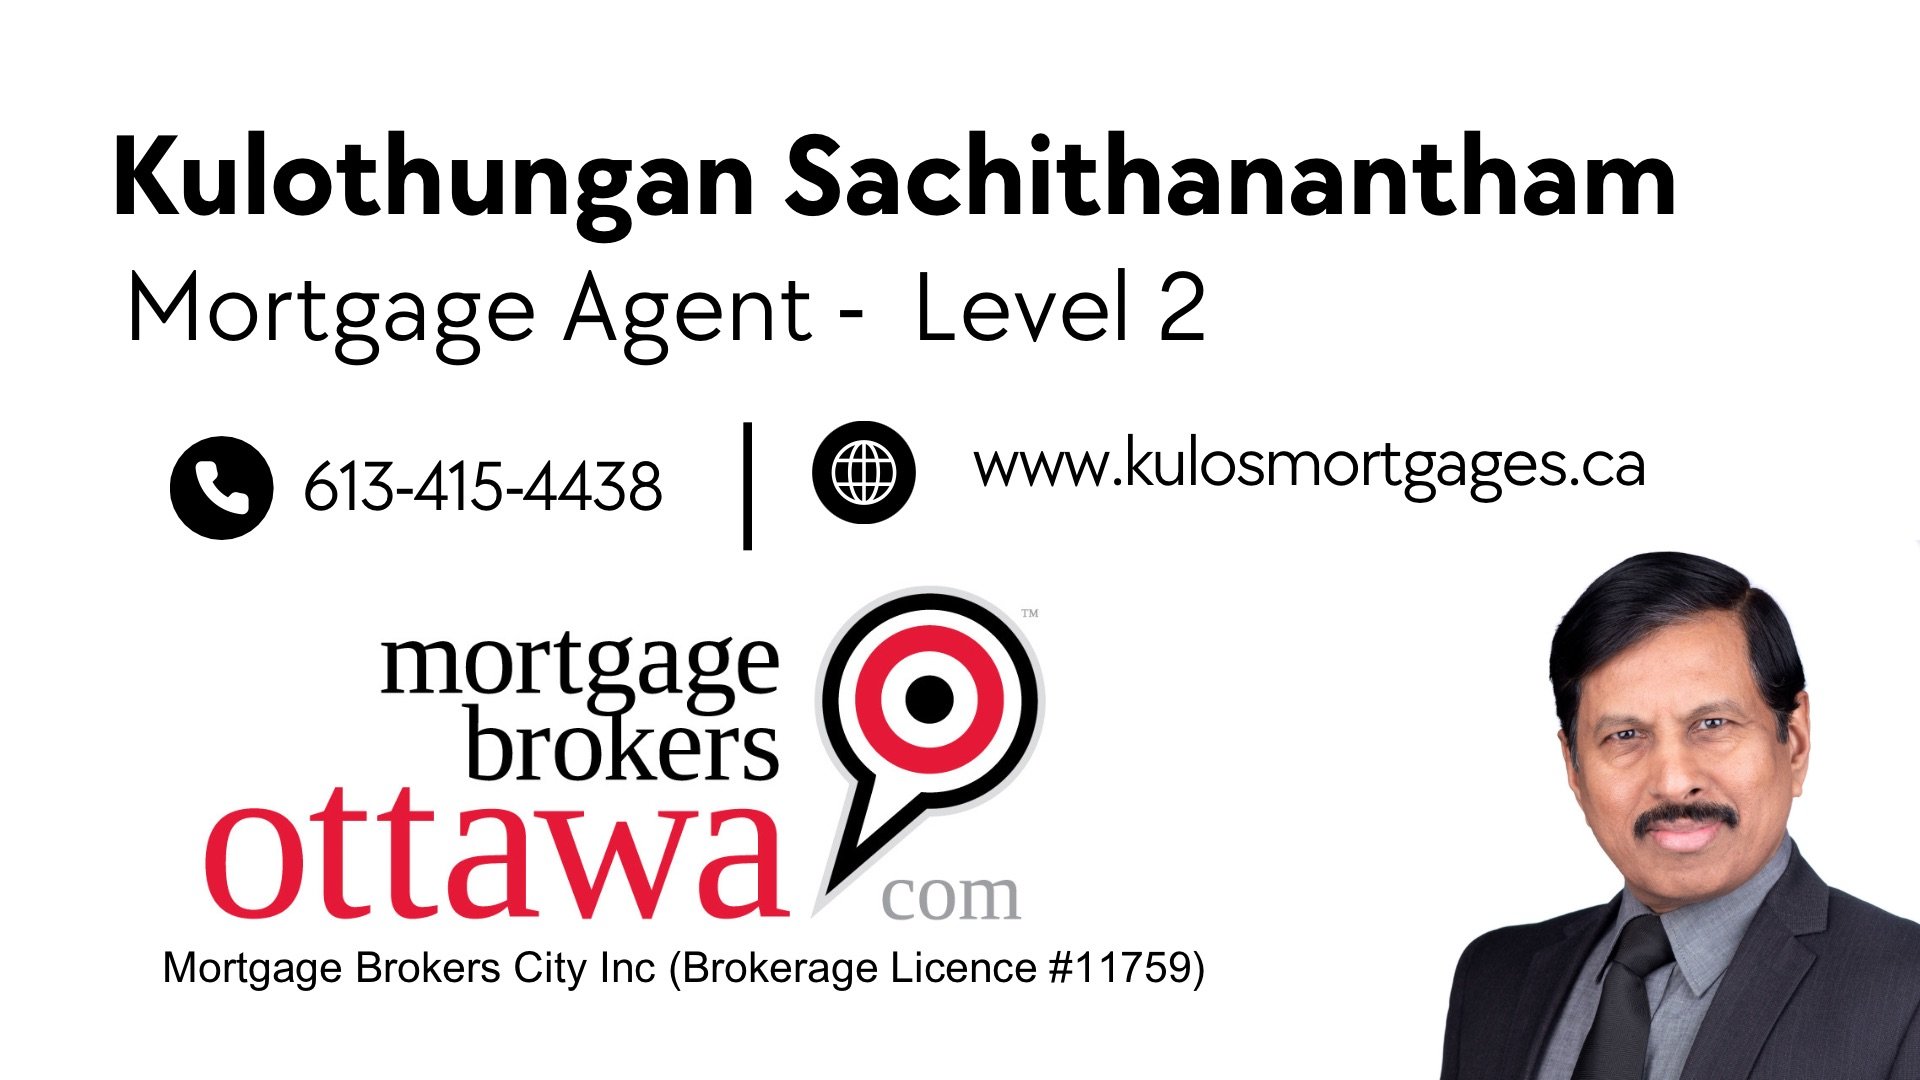 Kulothungan Sachithanantham
Mortgage Agent - Level 2
613-415-4438
www.kulosmortgages.ca
mortgage
brokers
ottawa
com
™
Mortgage Brokers City Inc (Brokerage Licence #11759)